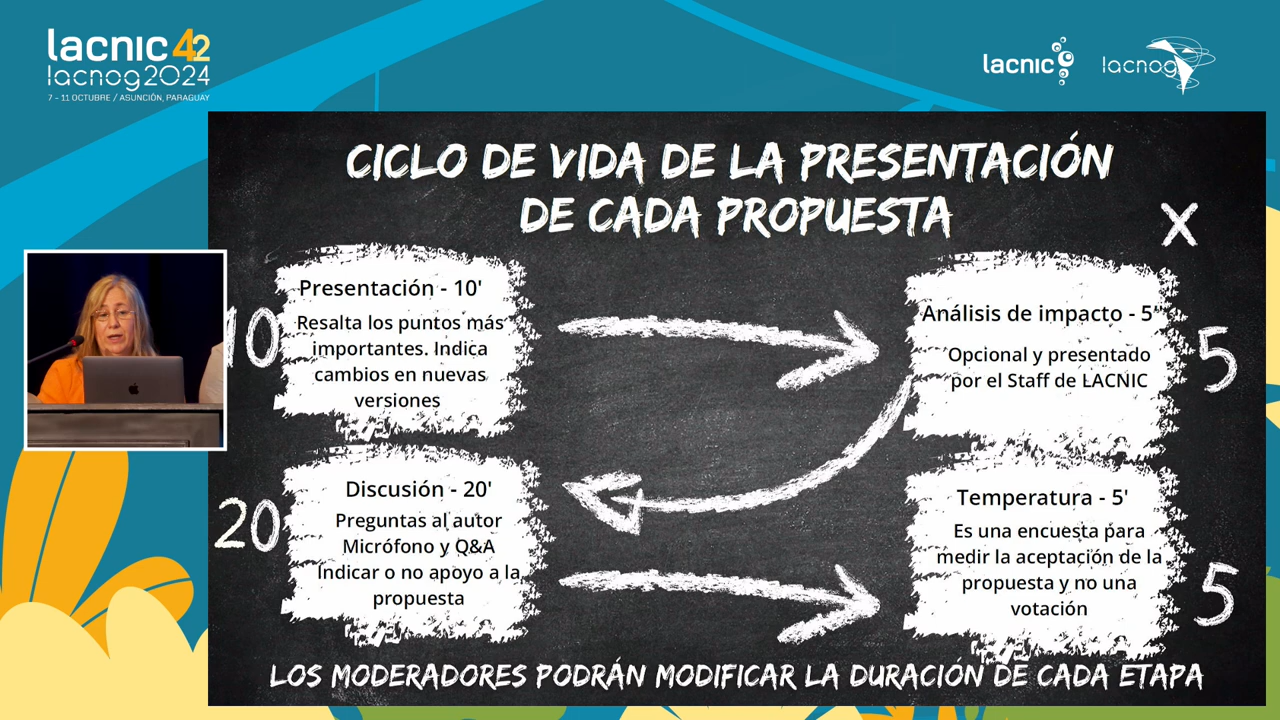 lacnic 42
lacnog2024
7 - 11 OCTUBRE / ASUNCIÓN, PARAGUAY
lacnic
lacnog
CICLO DE VIDA DE LA PRESENTACIÓN
DE CADA PROPUESTA
X
10
Presentación - 10'
Resalta los puntos más
importantes. Indica
cambios en nuevas
versiones
Análisis de impacto - 5'
Opcional y presentado
por el Staff de LACNIC
5
20
Discusión - 20'
Preguntas al autor
Micrófono y Q&A
Indicar o no apoyo a la
propuesta
Temperatura - 5'
Es una encuesta para
medir la aceptación de la
propuesta y no una
votación
5
LOS MODERADORES PODRÁN MODIFICAR LA DURACIÓN DE CADA ETAPA